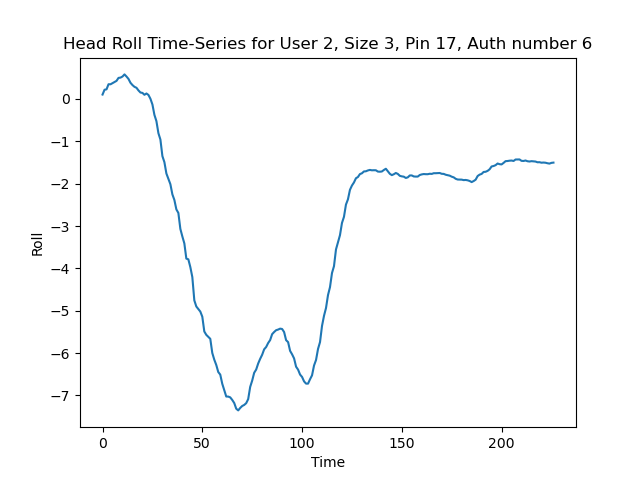 Head Roll Time-Series for User 2, Size 3, Pin 17, Auth number 6
0
−1
−2
−3
−4
−5
−6
−7
Roll
0 50 100 150 200
Time